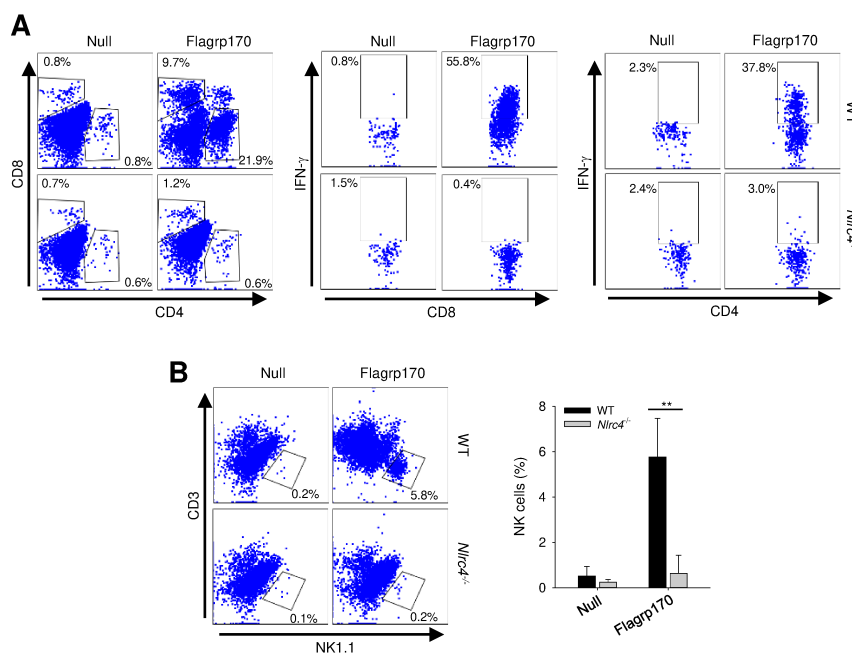 A
Null Flagrp170 Null Flagrp170 Null Flagrp170
0.8% 9.7% 0.8% 55.8% 2.3% 37.8%
0.8% 21.9%
CD8 IFN-γ IFN-γ
0.7% 1.2% 1.5% 0.4% 2.4% 3.0%
0.6% 0.6%
CD4 CD8 CD4
B
Null Flagrp170
0.2% 5.8%
WT
CD3
0.1% 0.2%
Nlrc4-/-
NK1.1
8
6
4
2
0
NK cells (%)
WT
Nlrc4-/-
**
Null Flagrp170